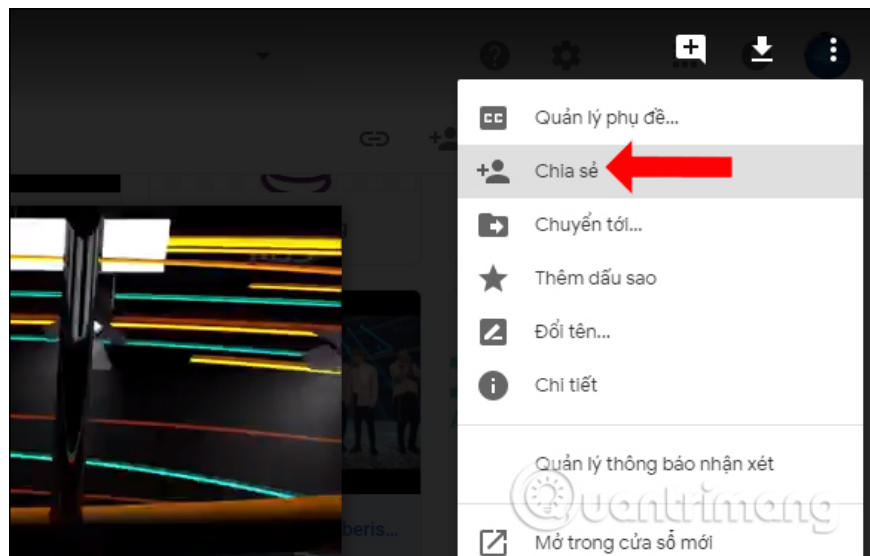 Quản lý phụ đề...
Chia sẻ
Chuyển tới...
Thêm dấu sao
Đổi tên...
Chi tiết
Quản lý thông báo nhận xét
Quantrimang
beris...
Mở trong cửa sổ mới